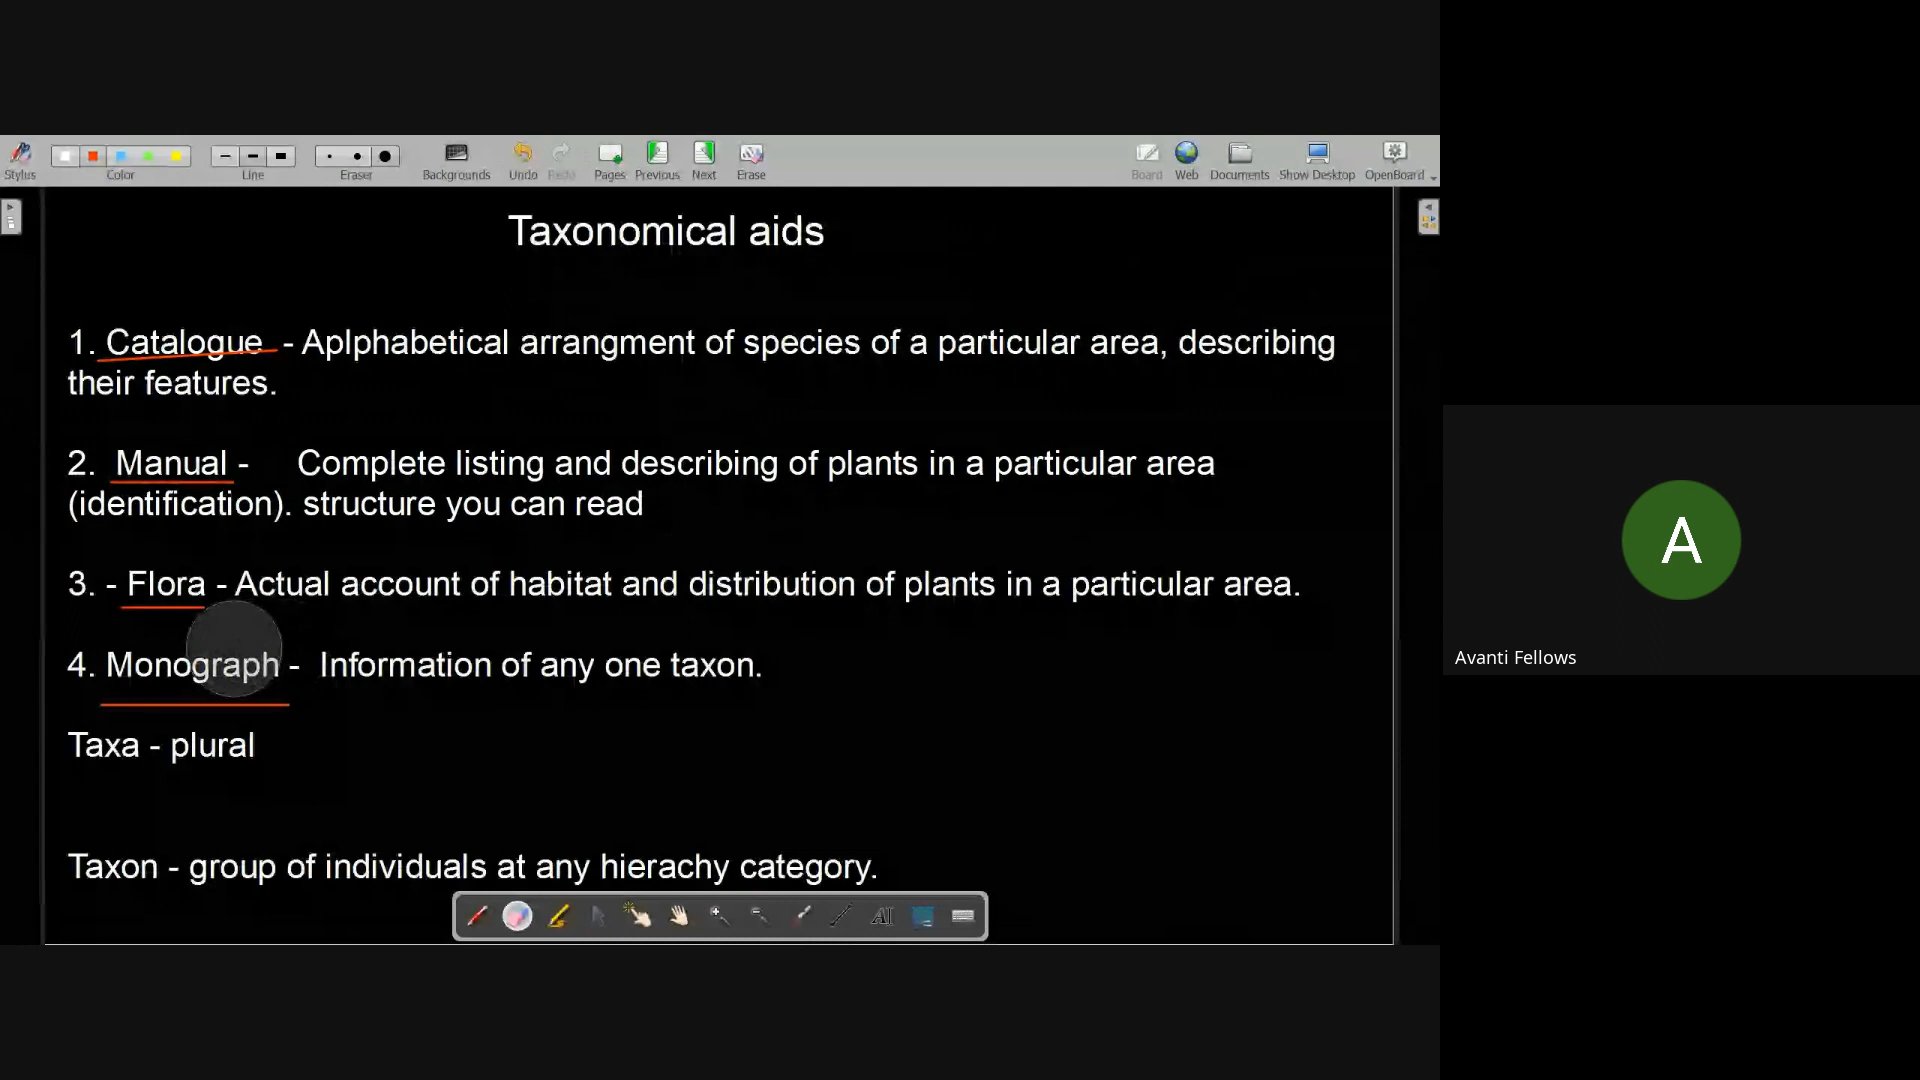 Stylus
Color
Line
Eraser
Backgrounds
Undo
Redo
Pages
Previous
Next
Erase
Board
Web
Documents
Show Desktop
OpenBoard
Taxonomical aids
1. Catalogue - Aplphabetical arrangment of species of a particular area, describing
their features.
2. Manual - Complete listing and describing of plants in a particular area
(identification). structure you can read
3. - Flora - Actual account of habitat and distribution of plants in a particular area.
4. Monograph - Information of any one taxon.
Taxa - plural
Taxon - group of individuals at any hierachy category.
AI
A
Avanti Fellows